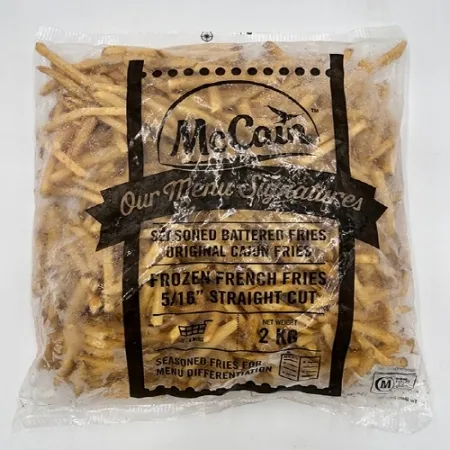 McCain
TM
Our Menu Signatures
SEASONED BATTERED FRIES
ORIGINAL CAJUN FRIES
FROZEN FRENCH FRIES
5/16" STRAIGHT CUT
NET WEIGHT
2 KG
SEASONED FRIES FOR
MENU DIFFERENTIATION
M